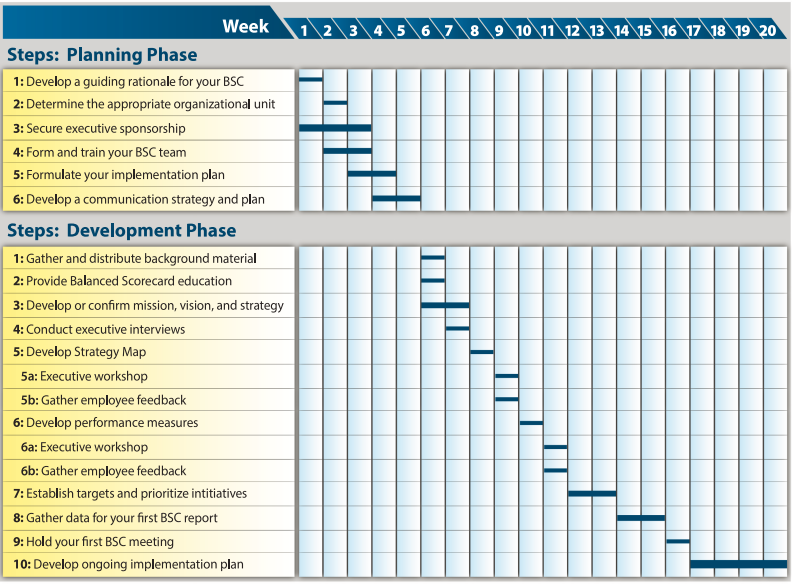 Week 1 2 3 4 5 6 7 8 9 10 11 12 13 14 15 16 17 18 19 20
Steps: Planning Phase
1: Develop a guiding rationale for your BSC
2: Determine the appropriate organizational unit
3: Secure executive sponsorship
4: Form and train your BSC team
5: Formulate your implementation plan
6: Develop a communication strategy and plan
Steps: Development Phase
1: Gather and distribute background material
2: Provide Balanced Scorecard education
3: Develop or confirm mission, vision, and strategy
4: Conduct executive interviews
5: Develop Strategy Map
5a: Executive workshop
5b: Gather employee feedback
6: Develop performance measures
6a: Executive workshop
6b: Gather employee feedback
7: Establish targets and prioritize intitiatives
8: Gather data for your first BSC report
9: Hold your first BSC meeting
10: Develop ongoing implementation plan